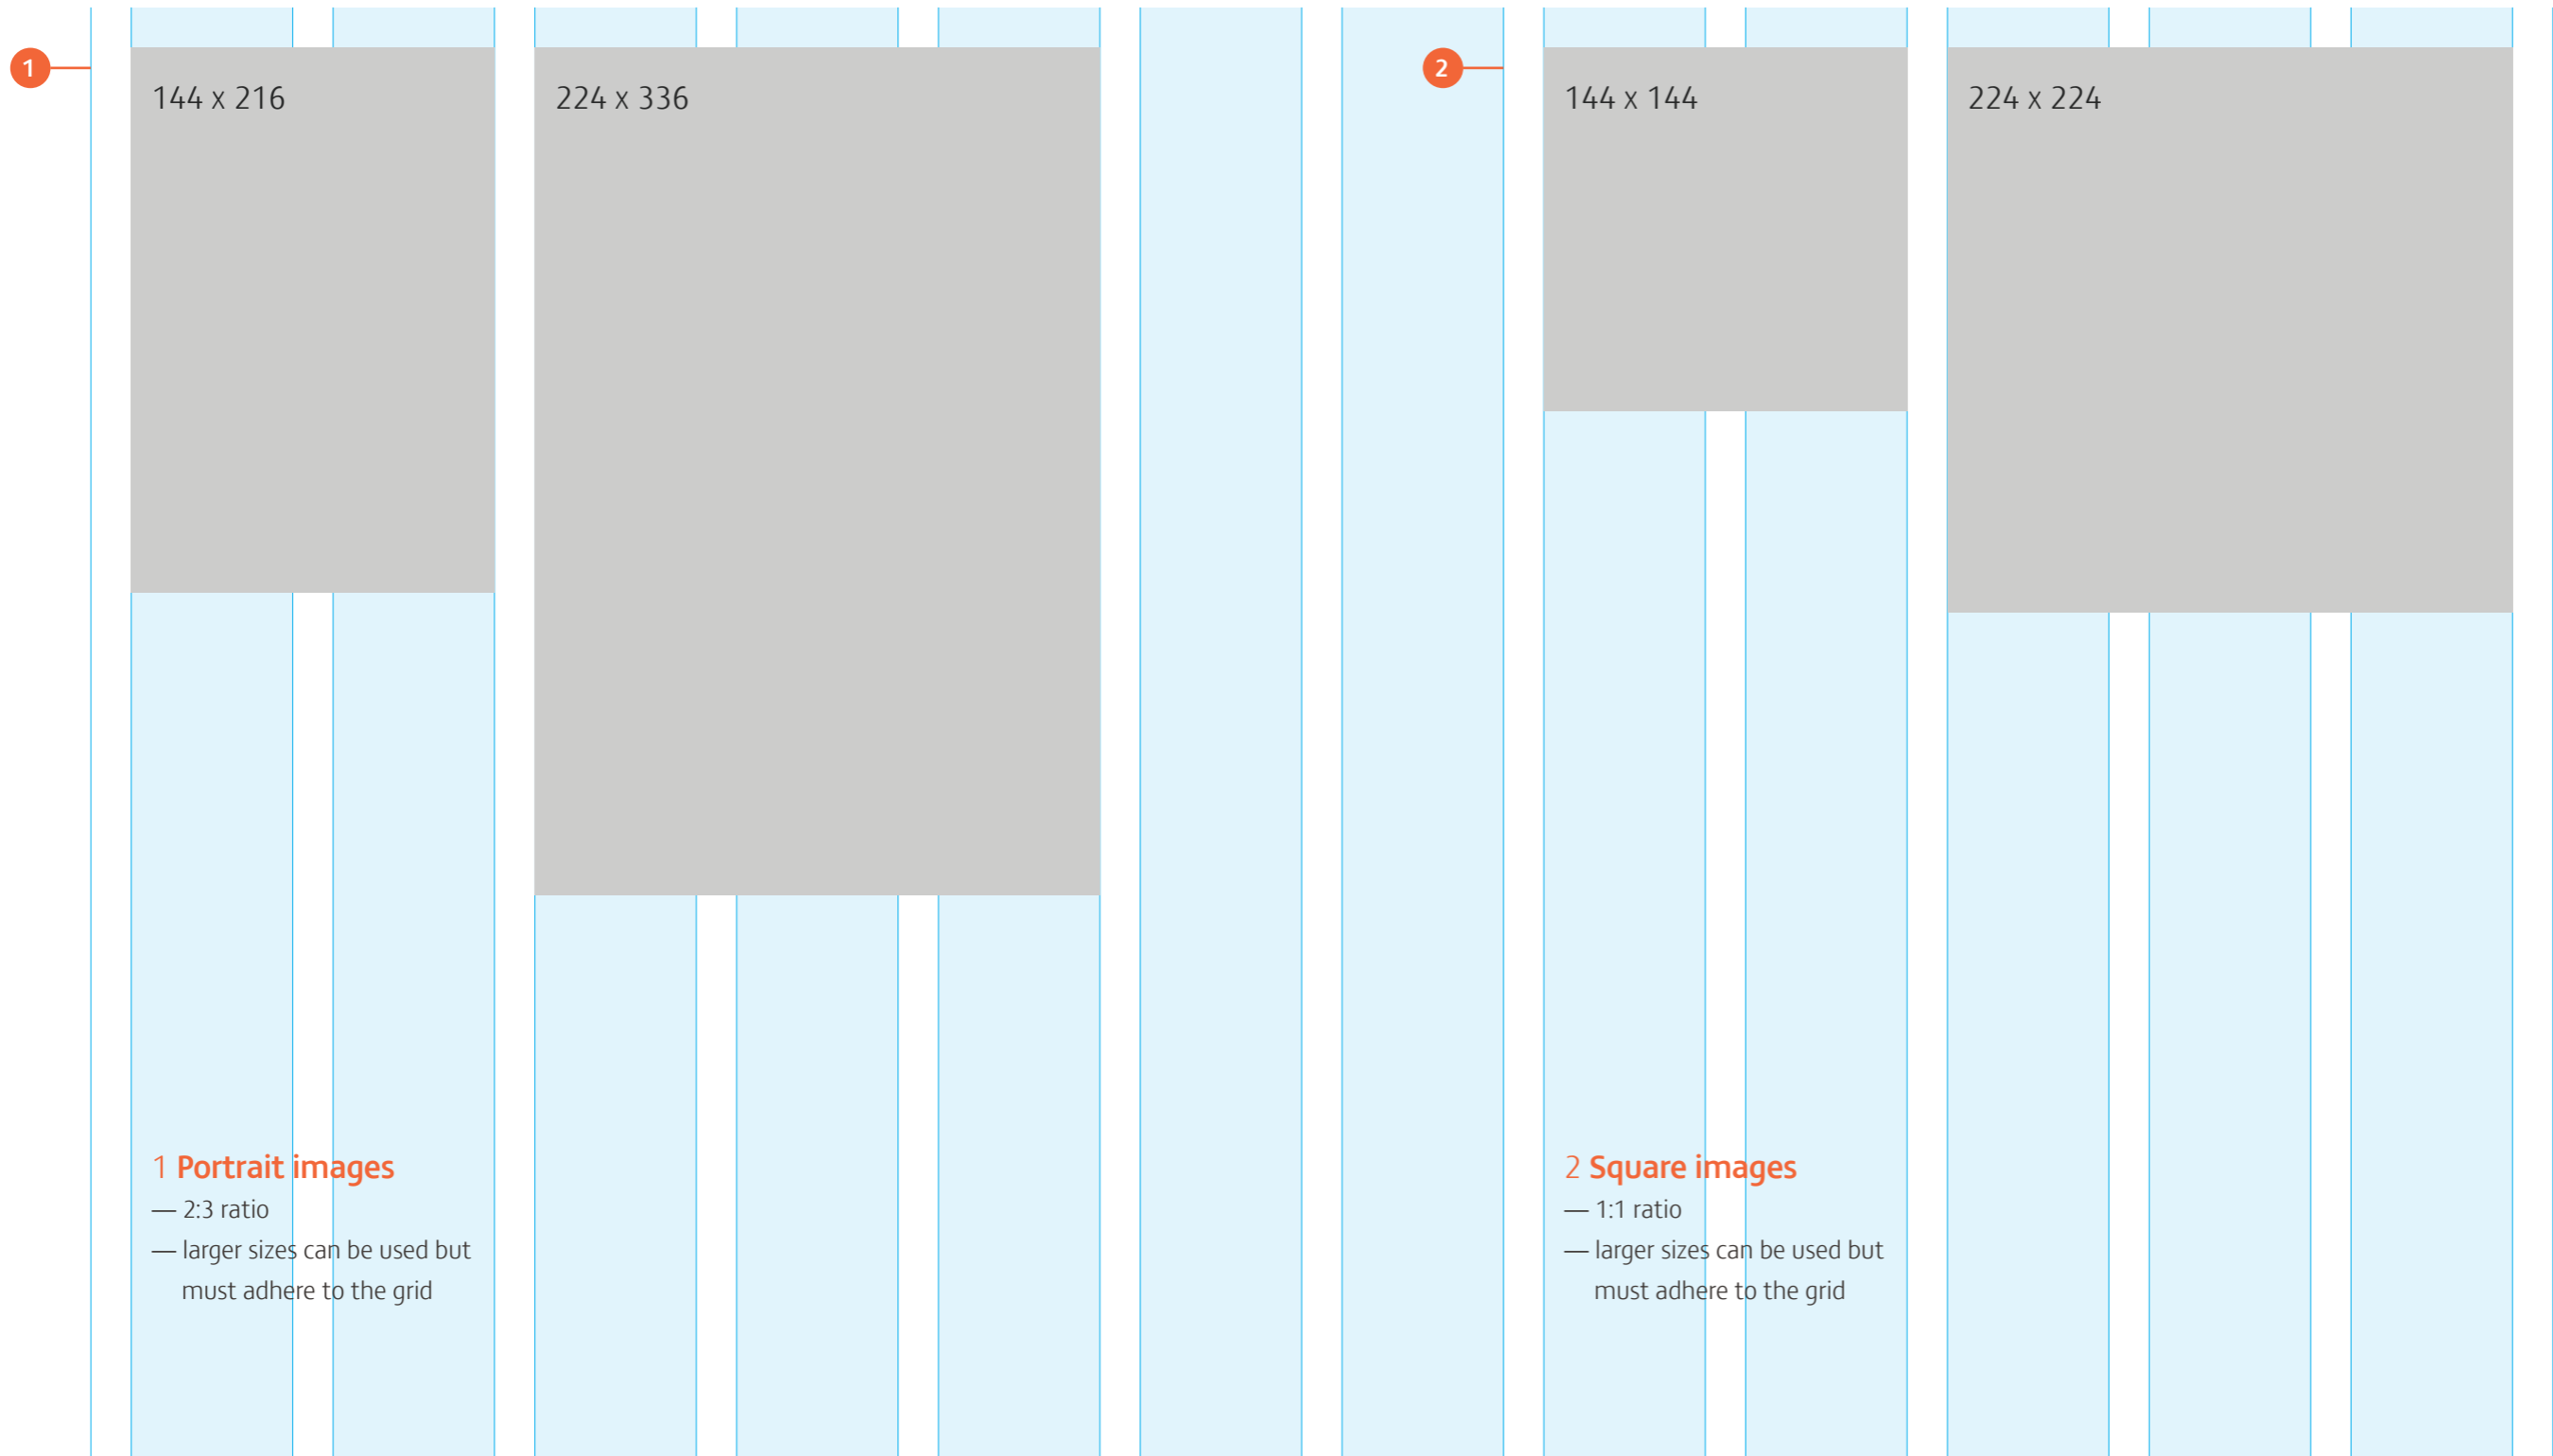 1
144 x 216
224 x 336
2
144 x 144
224 x 224
1 Portrait images
— 2:3 ratio
— larger sizes can be used but
must adhere to the grid
2 Square images
— 1:1 ratio
— larger sizes can be used but
must adhere to the grid